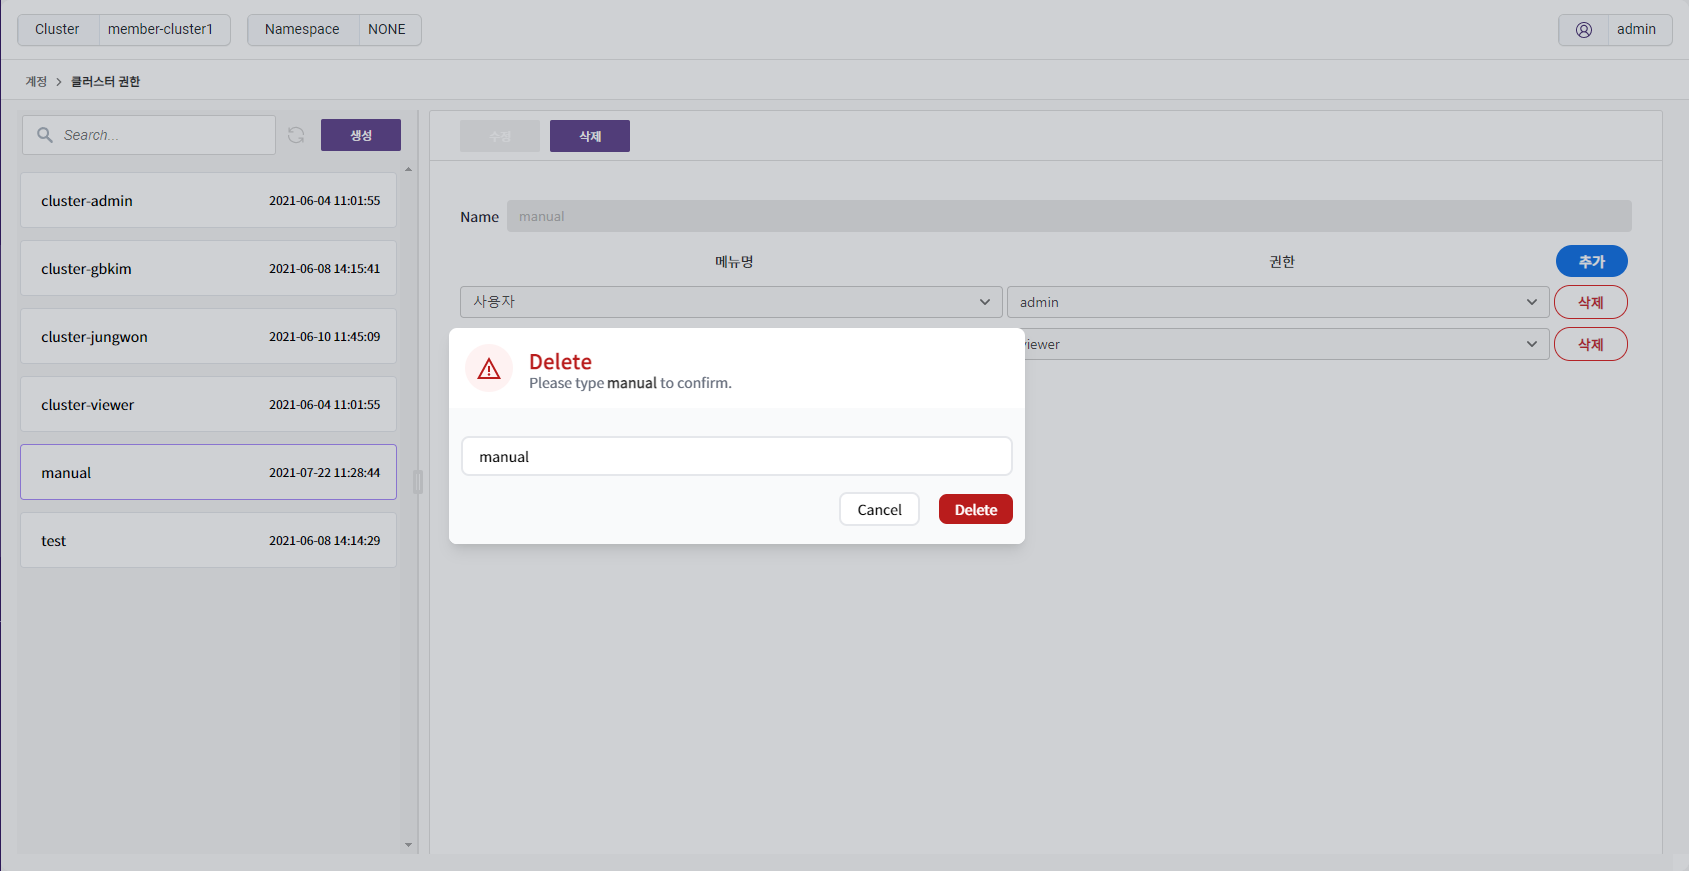 Cluster member-cluster1 Namespace NONE admin
계정 > 클러스터 권한
Search... 생성
cluster-admin 2021-06-04 11:01:55
cluster-gbkim 2021-06-08 14:15:41
cluster-jungwon 2021-06-10 11:45:09
cluster-viewer 2021-06-04 11:01:55
manual 2021-07-22 11:28:44
test 2021-06-08 14:14:29
수정 삭제
Name manual
메뉴명 권한 추가
사용자 admin 삭제
viewer 삭제
Delete
Please type manual to confirm.
manual
Cancel Delete